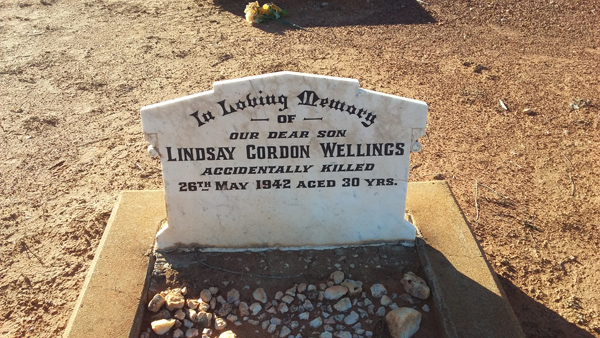 In Loving Memory
— OF —
OUR DEAR SON
LINDSAY GORDON WELLINGS
ACCIDENTALLY KILLED
26TH MAY 1942 AGED 30 YRS.